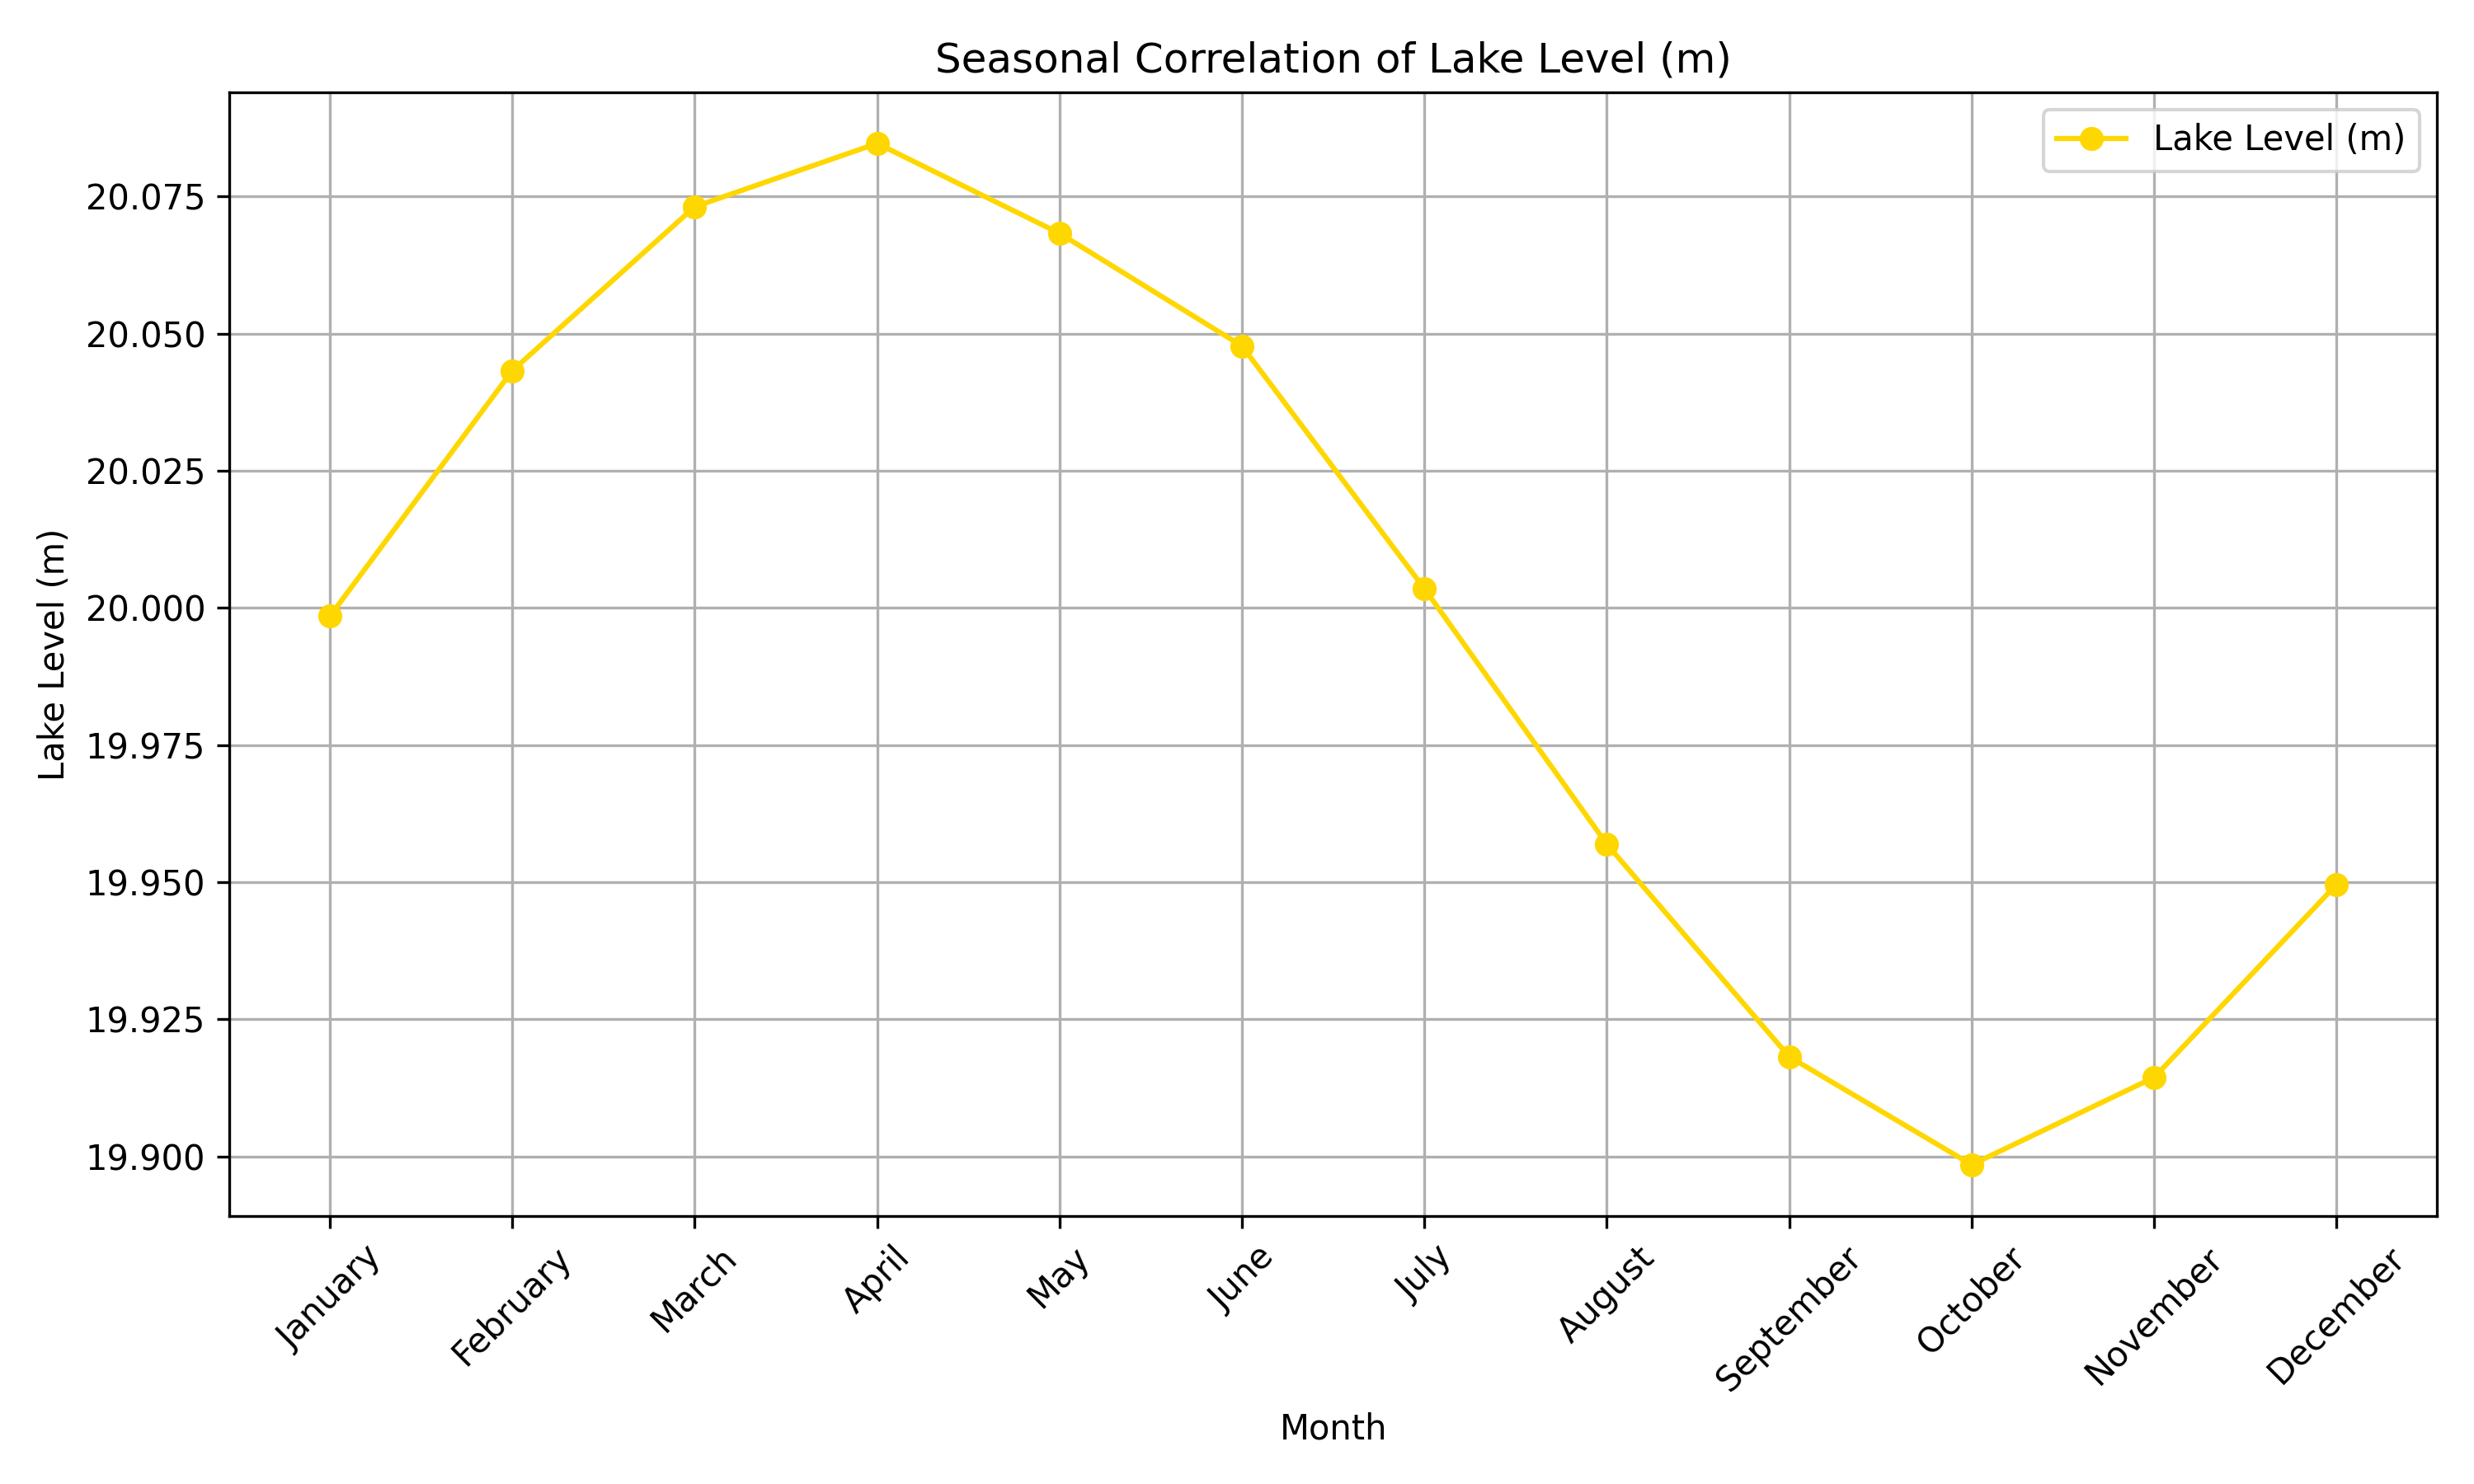 Seasonal Correlation of Lake Level (m)
Lake Level (m)
Lake Level (m)
20.075
20.050
20.025
20.000
19.975
19.950
19.925
19.900
January
February
March
April
May
June
July
August
September
October
November
December
Month